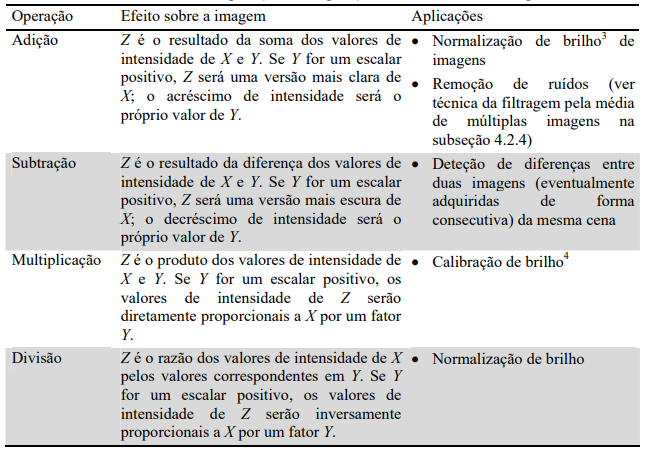 Operação Efeito sobre a imagem Aplicações
Adição Z é o resultado da soma dos valores de • Normalização de brilho³ de
intensidade de X e Y. Se Y for um escalar imagens
positivo, Z será uma versão mais clara de • Remoção de ruídos (ver
X; o acréscimo de intensidade será o técnica da filtragem pela média
próprio valor de Y. de múltiplas imagens na
subseção 4.2.4)
Subtração Z é o resultado da diferença dos valores de • Deteção de diferenças entre
intensidade de X e Y. Se Y for um escalar duas imagens (eventualmente
positivo, Z será uma versão mais escura de adquiridas de forma
X; o decréscimo de intensidade será o consecutiva) da mesma cena
próprio valor de Y.
Multiplicação Z é o produto dos valores de intensidade de • Calibração de brilho⁴
X e Y. Se Y for um escalar positivo, os
valores de intensidade de Z serão
diretamente proporcionais a X por um fator
Y.
Divisão Z é o razão dos valores de intensidade de X • Normalização de brilho
pelos valores correspondentes em Y. Se Y
for um escalar positivo, os valores de
intensidade de Z serão inversamente
proporcionais a X por um fator Y.